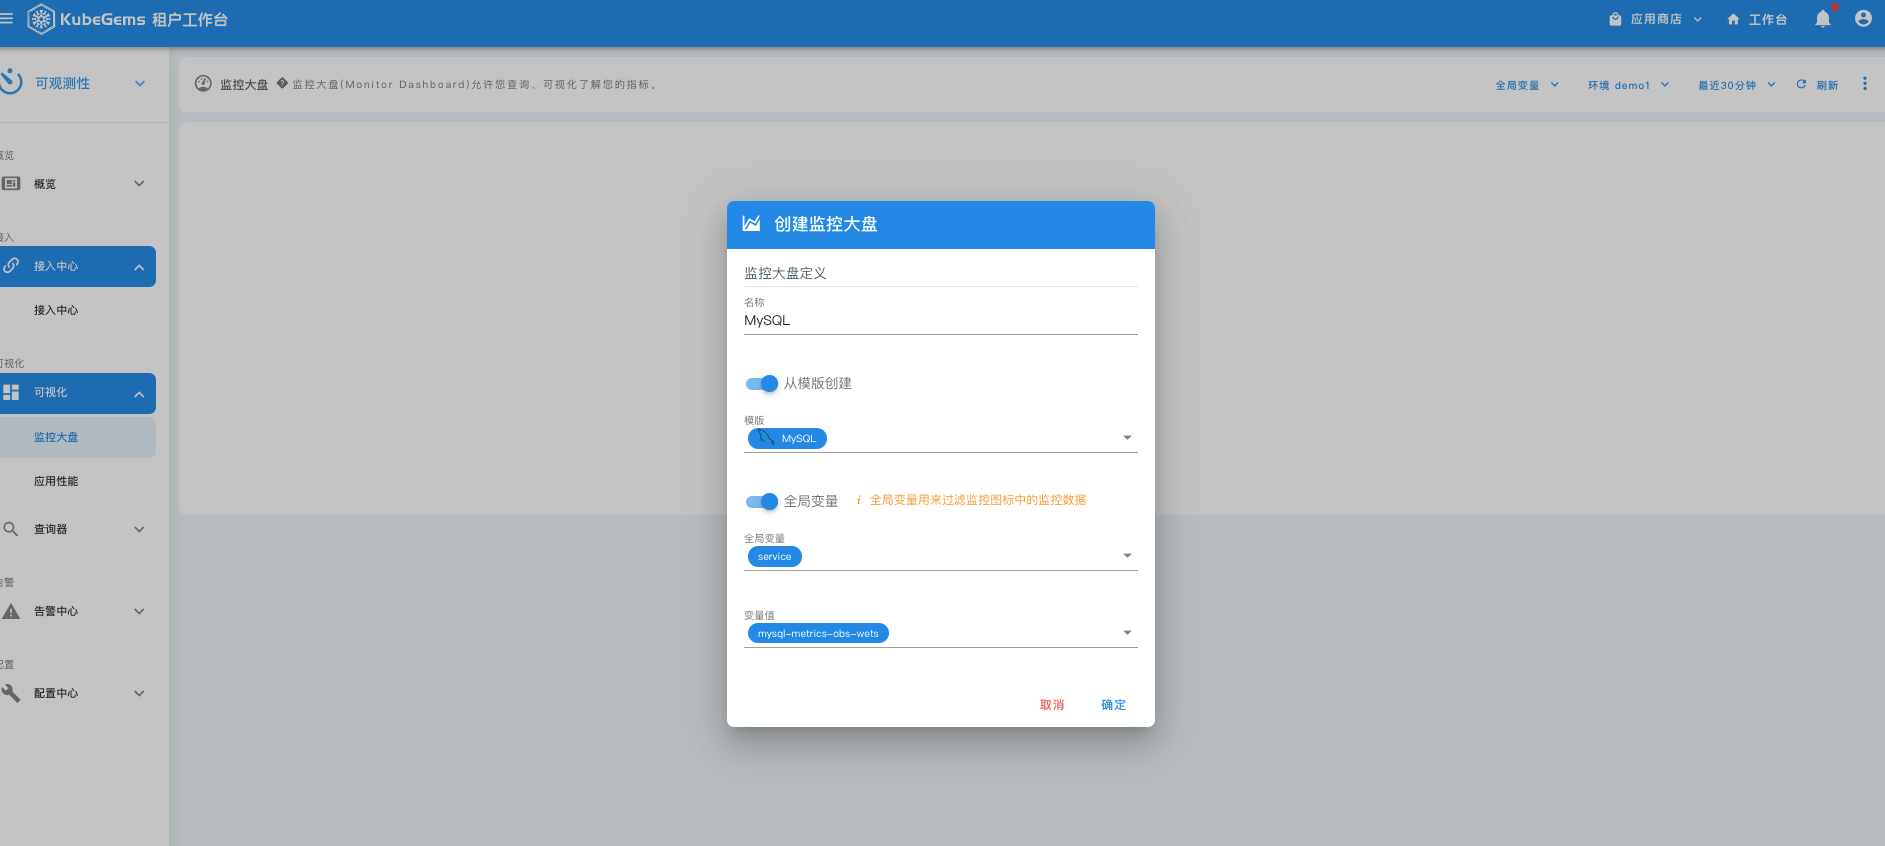 KubeGems 租户工作台
应用商店
工作台
可观测性
监控大盘
监控大盘(Monitor Dashboard)允许您查询、可视化了解您的指标。
全局变量
环境 demo1
最近30分钟
刷新
概览
概览
接入
接入中心
接入中心
可视化
可视化
监控大盘
应用性能
查询器
告警
告警中心
配置
配置中心
创建监控大盘
监控大盘定义
名称
MySQL
从模版创建
模版
MySQL
全局变量
i 全局变量用来过滤监控图标中的监控数据
全局变量
service
变量值
mysql-metrics-obs-wets
取消
确定